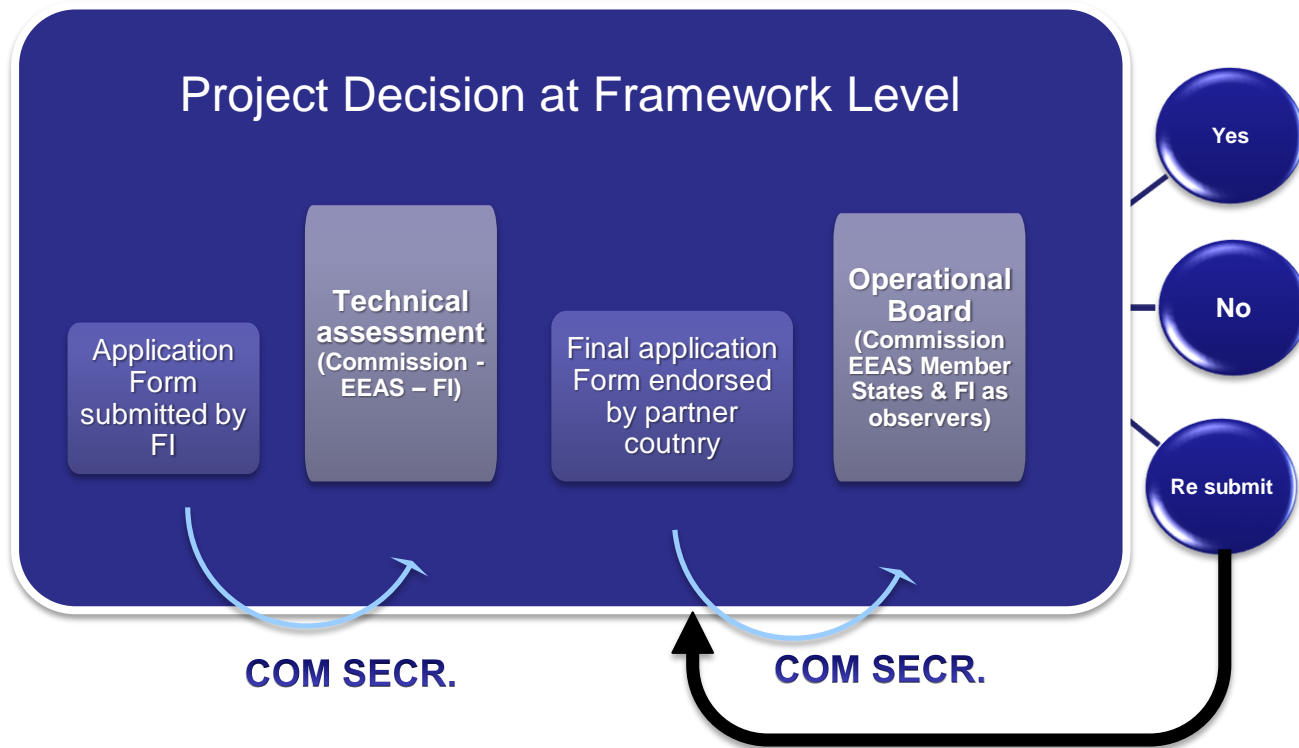 Project Decision at Framework Level
Application
Form
submitted by
FI
Technical
assessment
(Commission -
EEAS – FI)
Final application
Form endorsed
by partner
coutnry
Operational
Board
(Commission
EEAS Member
States & FI as
observers)
Yes
No
Re submit
COM SECR.
COM SECR.